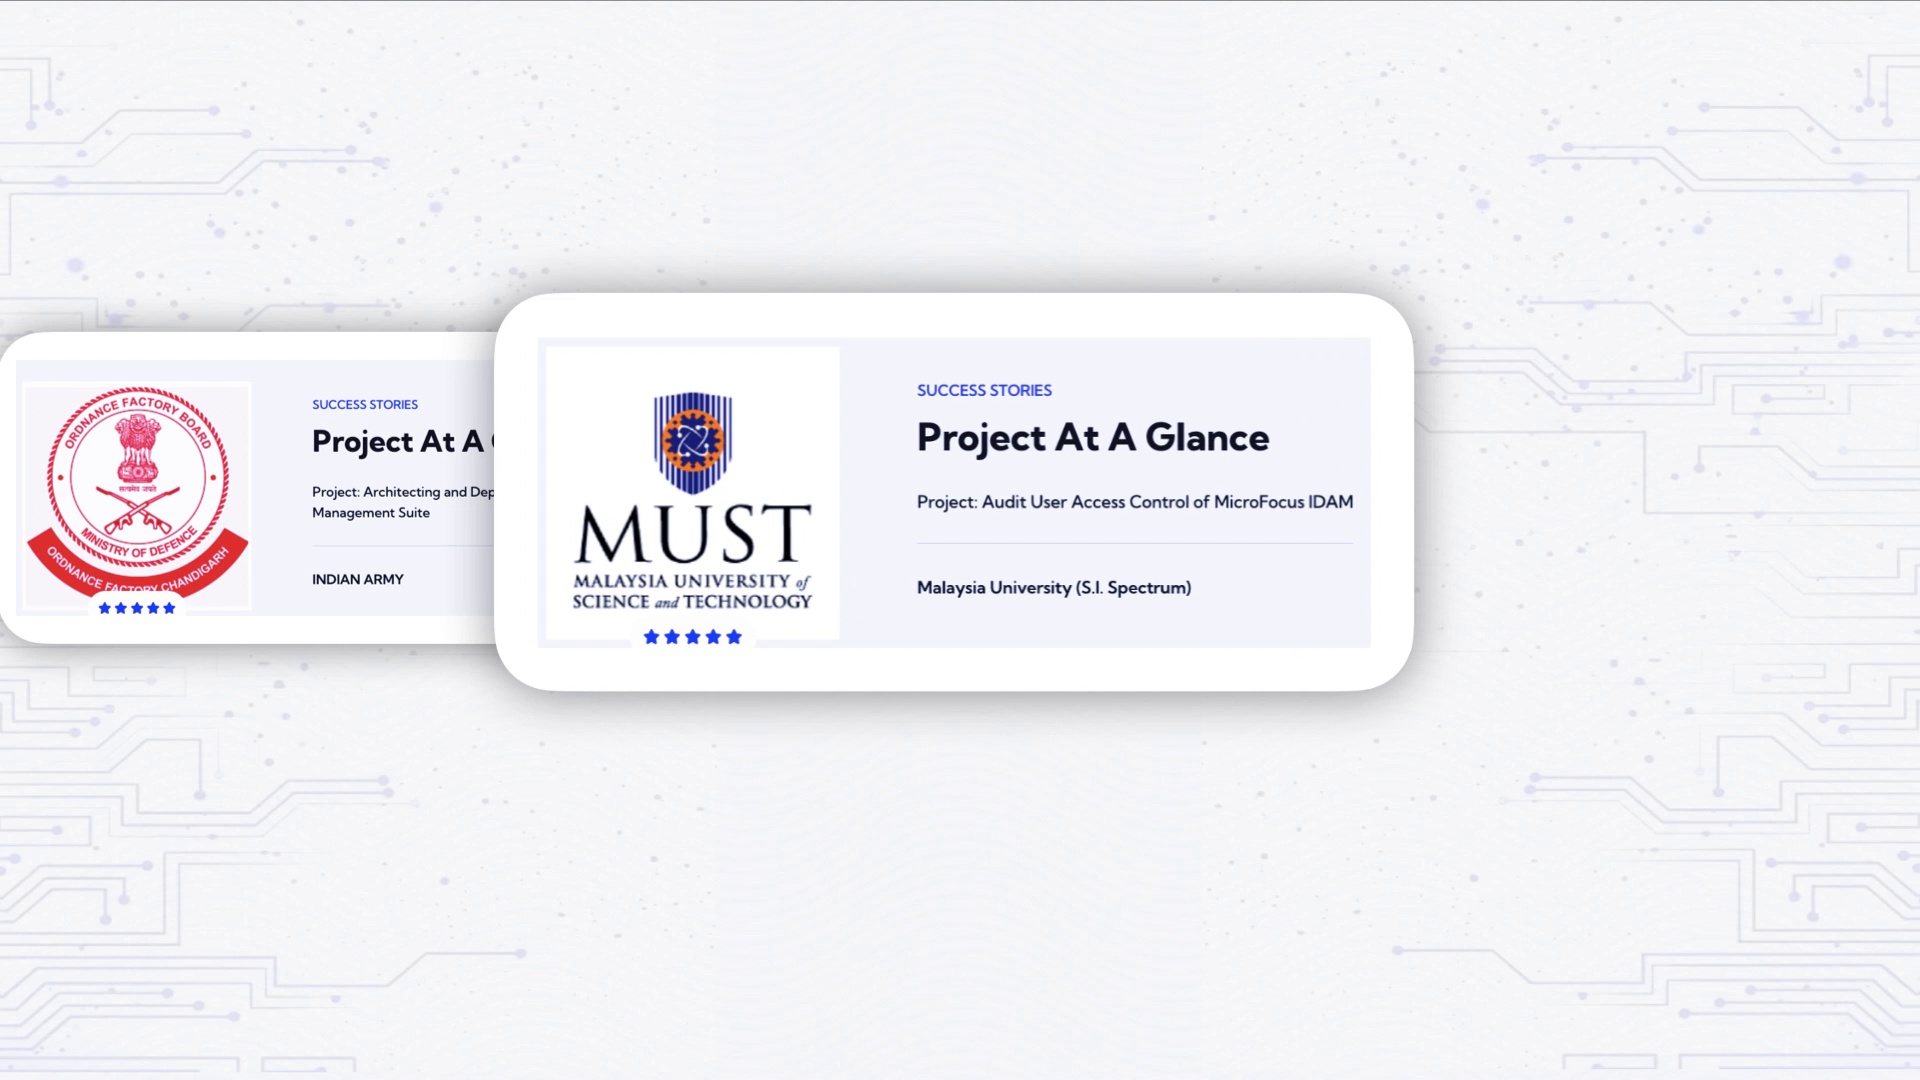 ORDNANCE FACTORY BOARD
सत्यमेव जयते
MINISTRY OF DEFENCE
ORDNANCE FACTORY CHANDIGARH
SUCCESS STORIES
Project At A
Project: Architecting and Dep
Management Suite
INDIAN ARMY
MUST
MALAYSIA UNIVERSITY of
SCIENCE and TECHNOLOGY
SUCCESS STORIES
Project At A Glance
Project: Audit User Access Control of MicroFocus IDAM
Malaysia University (S.I. Spectrum)